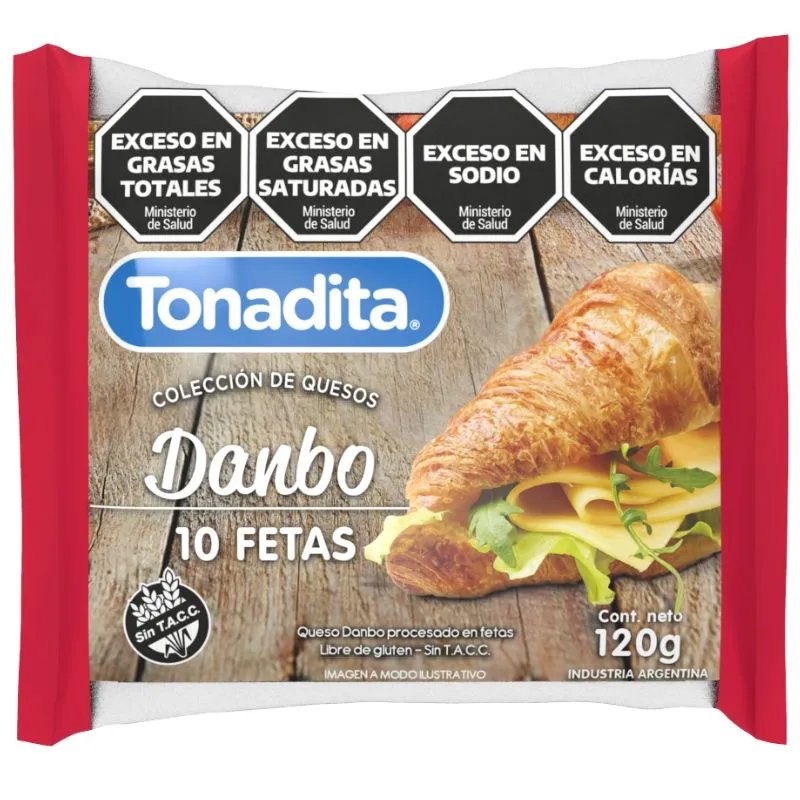 EXCESO EN
GRASAS
TOTALES
Ministerio
de Salud
EXCESO EN
GRASAS
SATURADAS
Ministerio
de Salud
EXCESO EN
SODIO
Ministerio
de Salud
EXCESO EN
CALORÍAS
Ministerio
de Salud
Tonadita®
COLECCIÓN DE QUESOS
Danbo
10 FETAS
Sin T.A.C.C.
Queso Danbo procesado en fetas
Libre de gluten – Sin T.A.C.C.
IMAGEN A MODO ILUSTRATIVO
Cont. neto
120g
INDUSTRIA ARGENTINA